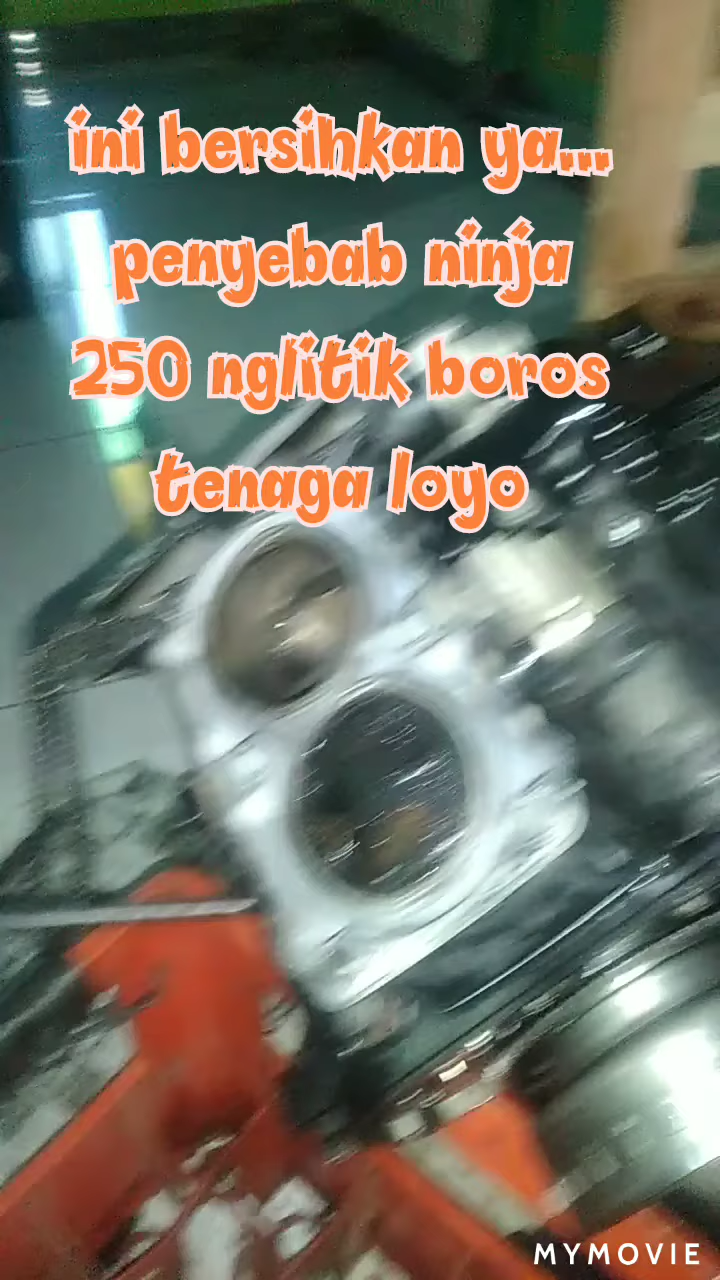 ini bersihkan ya...
penyebab ninja
250 nglitik boros
tenaga loyo
MYMOVIE